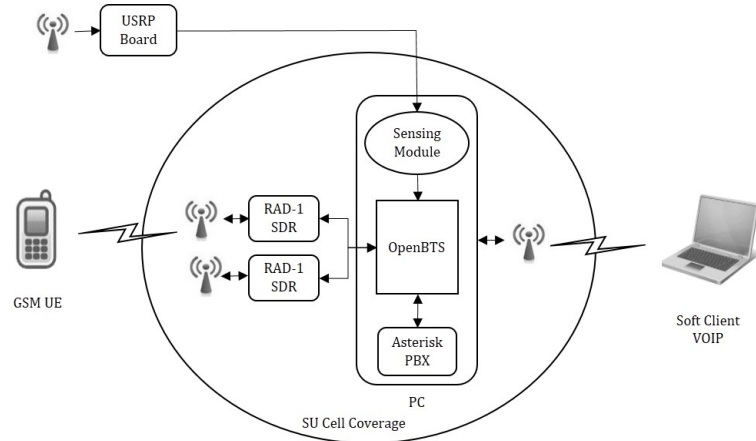 USRP
Board
Sensing
Module
RAD-1
SDR
OpenBTS
RAD-1
SDR
GSM UE
Soft Client
VOIP
Asterisk
PBX
PC
SU Cell Coverage